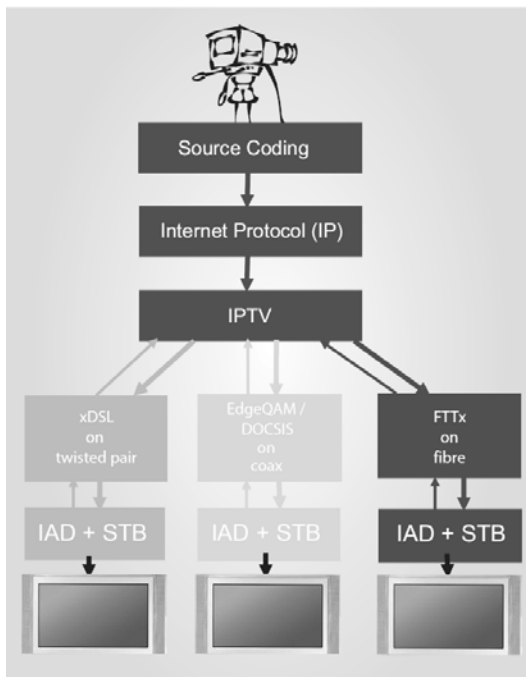 Source Coding
Internet Protocol (IP)
IPTV
xDSL
on
twisted pair
EdgeQAM /
DOCSIS
on
coax
FTTx
on
fibre
IAD + STB
IAD + STB
IAD + STB